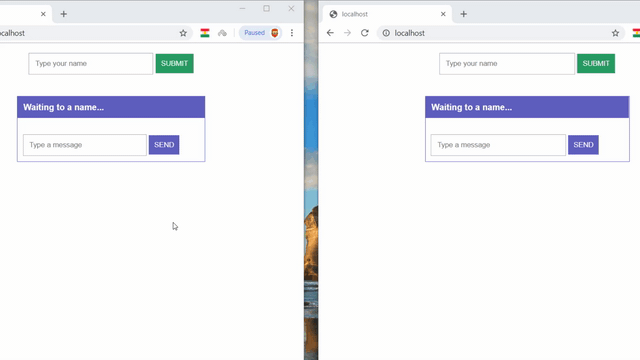 localhost
ocalhost
Paused
localhost
Type your name
SUBMIT
Type your name
SUBMIT
Waiting to a name...
Waiting to a name...
Type a message
SEND
Type a message
SEND